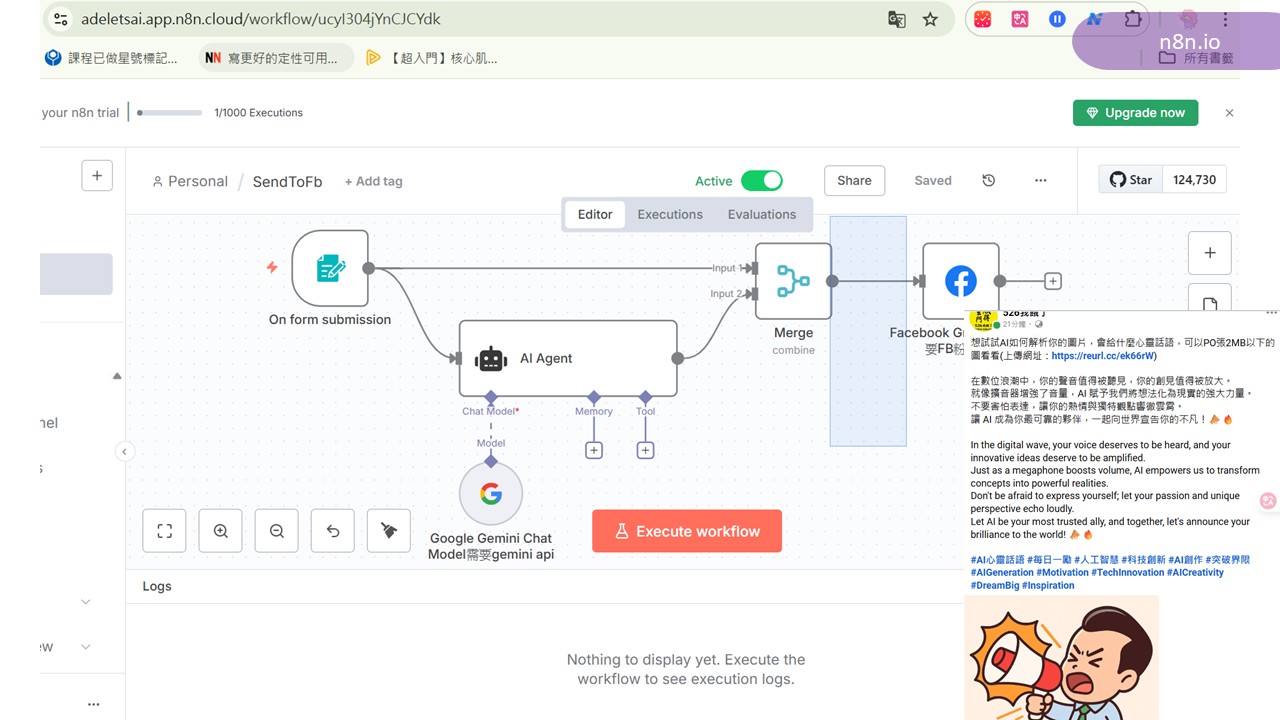 adeletsai.app.n8n.cloud/workflow/ucyI304jYnCJCYdk
n8n.io
課程已做星號標記...
NN 寫更好的定性可用...
【超入門】核心肌...
所有書籤
your n8n trial
1/1000 Executions
Upgrade now
Personal / SendToFb
+ Add tag
Active
Share
Saved
Star
124,730
Editor
Executions
Evaluations
On form submission
Input 1
Input 2
Merge
combine
Facebook G
要FB粉
AI Agent
Chat Model*
Memory
Tool
Model
Google Gemini Chat
Model需要gemini api
Execute workflow
Logs
Nothing to display yet. Execute the
workflow to see execution logs.
nel
s
ew
21分鐘
想試試AI如何解析你的圖片，會給什麼心靈話語，可以PO張2MB以下的
圖看看(上傳網址：https://reurl.cc/ek66rW)
在數位浪潮中，你的聲音值得被聽見，你的創見值得被放大。
就像擴音器增強了音量，AI 賦予我們將想法化為現實的強大力量。
不要害怕表達，讓你的熱情與獨特觀點響徹雲霄。
讓 AI 成為你最可靠的夥伴，一起向世界宣告你的不凡！📣🔥
In the digital wave, your voice deserves to be heard, and your
innovative ideas deserve to be amplified.
Just as a megaphone boosts volume, AI empowers us to transform
concepts into powerful realities.
Don't be afraid to express yourself; let your passion and unique
perspective echo loudly.
Let AI be your most trusted ally, and together, let's announce your
brilliance to the world! 📣🔥
#AI心靈話語 #每日一勵 #人工智慧 #科技創新 #AI創作 #突破界限
#AIGeneration #Motivation #TechInnovation #AICreativity
#DreamBig #Inspiration